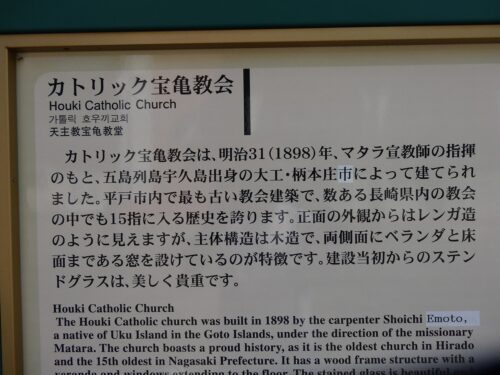 カトリック宝亀教会
Houki Catholic Church
가톨릭 호우끼교회
天主教宝亀教堂
カトリック宝亀教会は、明治31(1898)年、マタラ宣教師の指揮
のもと、五島列島宇久島出身の大工・柄本庄市によって建てられ
ました。平戸市内で最も古い教会建築で、数ある長崎県内の教会
の中でも15指に入る歴史を誇ります。正面の外観からはレンガ造
のように見えますが、主体構造は木造で、両側面にベランダと床
面まである窓を設けているのが特徴です。建設当初からのステン
ドグラスは、美しく貴重です。
Houki Catholic Church
The Houki Catholic church was built in 1898 by the carpenter Shoichi Emoto,
a native of Uku Island in the Goto Islands, under the direction of the missionary
Matara. The church boasts a proud history, as it is the oldest church in Hirado
and the 15th oldest in Nagasaki Prefecture. It has a wood frame structure with a
veranda and windows extending to the floor. The stained glass is beautiful